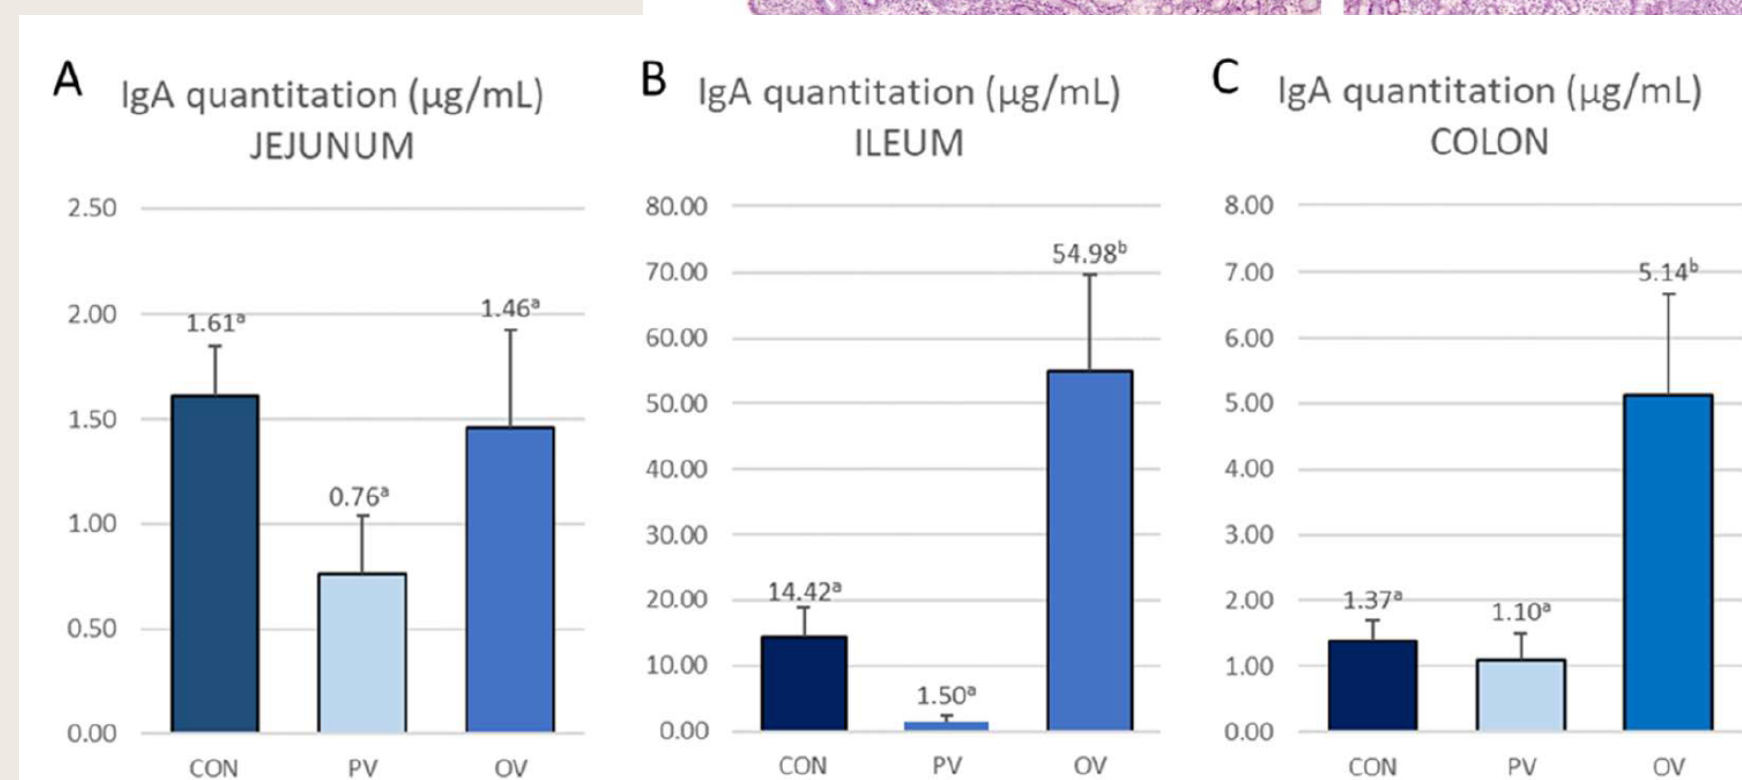 A
IgA quantitation (µg/mL)
JEJUNUM
2.50
2.00
1.50
1.00
0.50
0.00
1.61ᵃ
0.76ᵃ
1.46ᵃ
CON PV OV
B
IgA quantitation (µg/mL)
ILEUM
80.00
70.00
60.00
50.00
40.00
30.00
20.00
10.00
0.00
14.42ᵃ
1.50ᵃ
54.98ᵇ
CON PV OV
C
IgA quantitation (µg/mL)
COLON
8.00
7.00
6.00
5.00
4.00
3.00
2.00
1.00
0.00
1.37ᵃ
1.10ᵃ
5.14ᵇ
CON PV OV